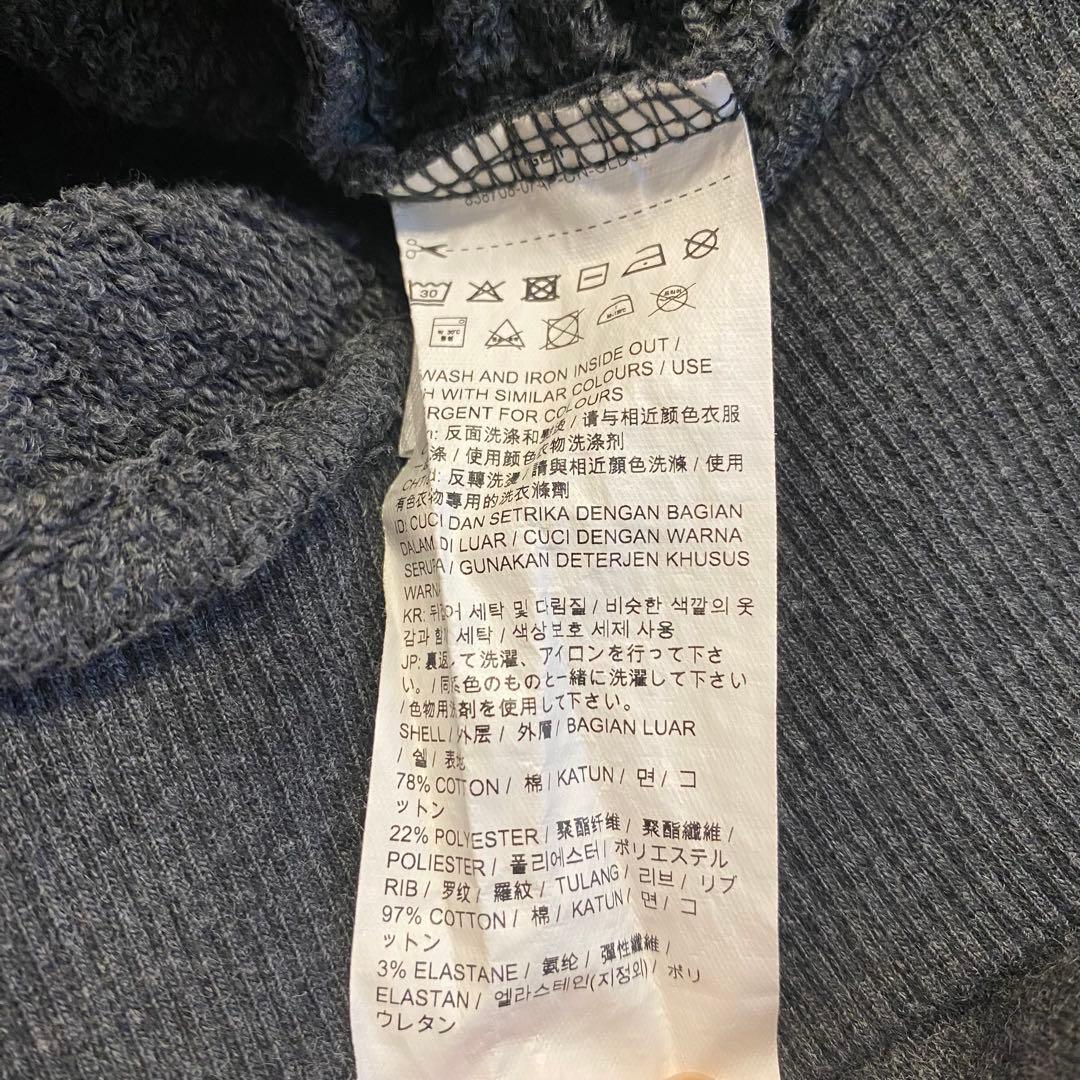 30
WASH AND IRON INSIDE OUT /
WITH SIMILAR COLOURS / USE
FOR COLOURS
反面洗涤和 / 请与相近颜色衣服
涤 / 使用颜色衣物洗涤剂
反轉洗燙 / 請與相近顏色洗滌 / 使用
有色衣物專用的洗衣滌劑
ID: CUCI DAN SETRIKA DENGAN BAGIAN
DALAM DI LUAR / CUCI DENGAN WARNA
SERUPA / GUNAKAN DETERJEN KHUSUS
WARN
KR: 세탁 및 다림질 / 비슷한 색깔의 옷
감과 함께 세탁 / 색상보호 세제 사용
JP: 裏返して洗濯、アイロンを行って下さ
い。/ 同系色のものと一緒に洗濯して下さい
/ 色物用洗剤を使用して下さい。
SHELL / 外层 / 外層 / BAGIAN LUAR
/ 쉘 / 表地
78% COTTON / 棉 / KATUN / 면 / コ
ットン
22% POLYESTER / 聚酯纤维 / 聚酯纖維 /
POLIESTER / 폴리에스터 / ポリエステル
RIB / 罗纹 / 羅紋 / TULANG / 리브 / リブ
97% COTTON / 棉 / KATUN / 면 / コ
ットン
3% ELASTANE / 氨纶 / 彈性纖維 /
ELASTAN / 엘라스테인(지정외) / ポリ
ウレタン